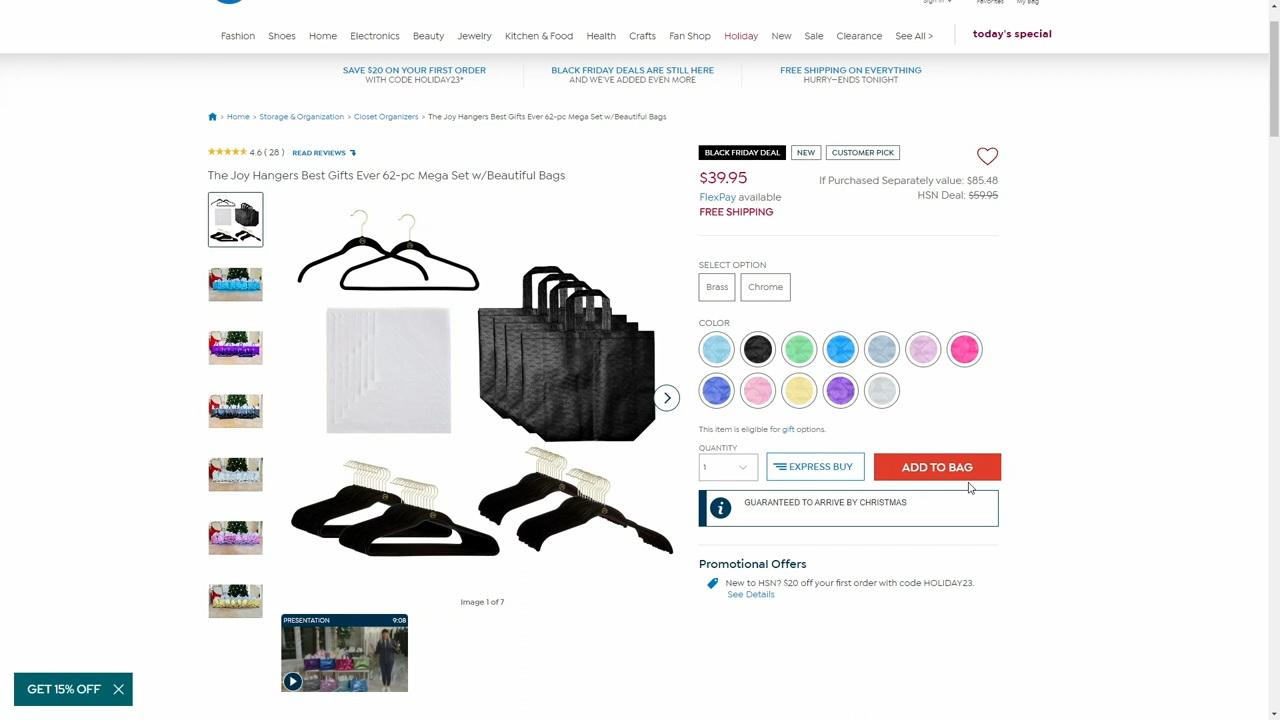 Sign In
Favorites
My Bag
Fashion Shoes Home Electronics Beauty Jewelry Kitchen & Food Health Crafts Fan Shop Holiday New Sale Clearance See All > today's special
SAVE $20 ON YOUR FIRST ORDER
WITH CODE HOLIDAY23*
BLACK FRIDAY DEALS ARE STILL HERE
AND WE'VE ADDED EVEN MORE
FREE SHIPPING ON EVERYTHING
HURRY—ENDS TONIGHT
> Home > Storage & Organization > Closet Organizers > The Joy Hangers Best Gifts Ever 62-pc Mega Set w/Beautiful Bags
4.6 ( 28 ) READ REVIEWS
The Joy Hangers Best Gifts Ever 62-pc Mega Set w/Beautiful Bags
Image 1 of 7
PRESENTATION 9:08
BLACK FRIDAY DEAL NEW CUSTOMER PICK
$39.95
If Purchased Separately value: $85.48
FlexPay available
HSN Deal: $59.95
FREE SHIPPING
SELECT OPTION
Brass Chrome
COLOR
This item is eligible for gift options.
QUANTITY
1 EXPRESS BUY ADD TO BAG
GUARANTEED TO ARRIVE BY CHRISTMAS
Promotional Offers
New to HSN? $20 off your first order with code HOLIDAY23.
See Details
GET 15% OFF